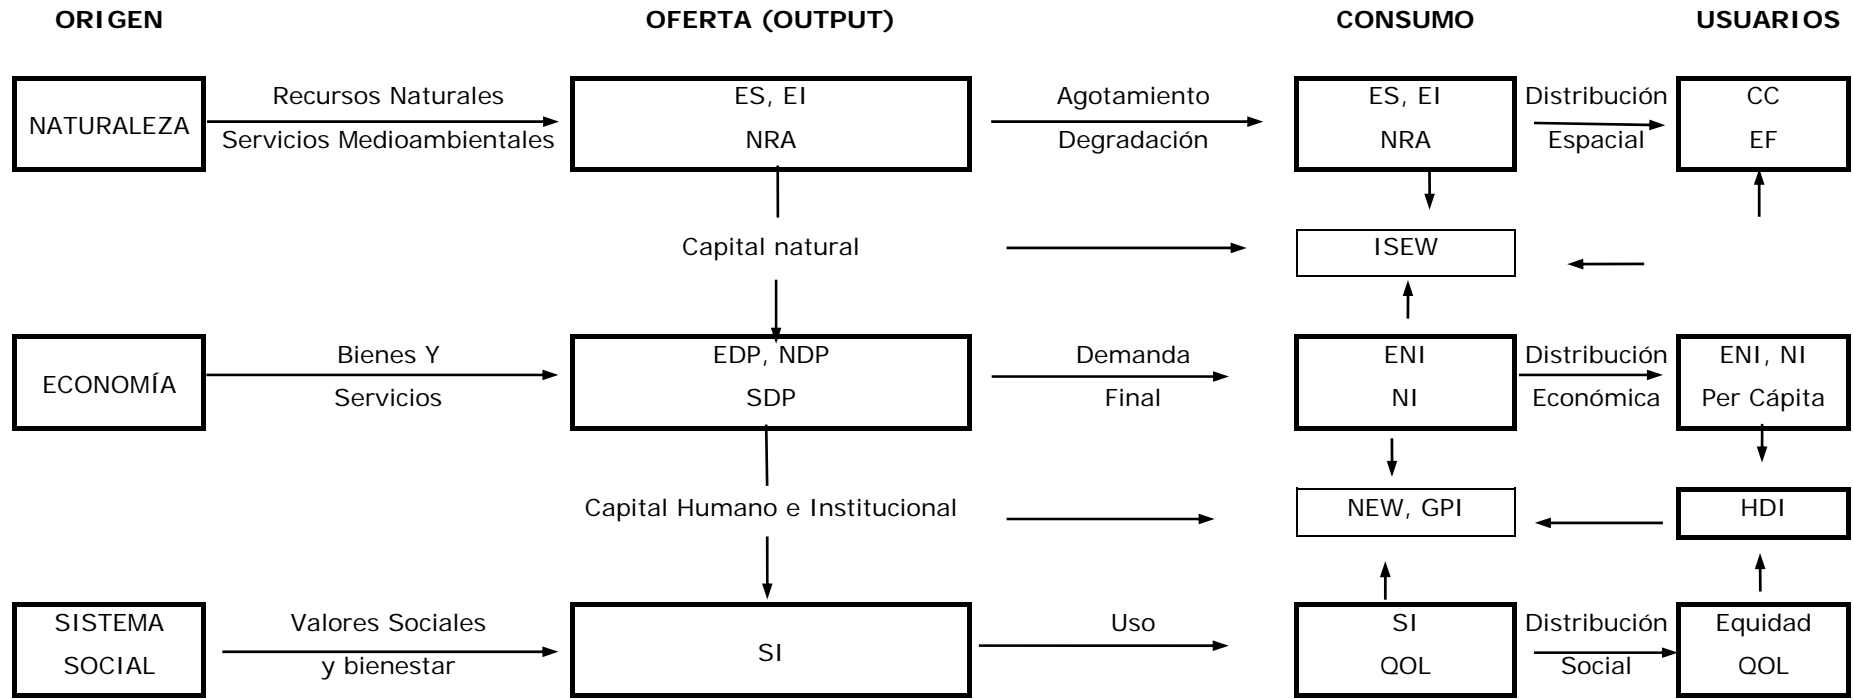 ORIGEN
OFERTA (OUTPUT)
CONSUMO
USUARIOS
NATURALEZA
Recursos Naturales
Servicios Medioambientales
ES, EI
NRA
Agotamiento
Degradación
ES, EI
NRA
Distribución
Espacial
CC
EF
Capital natural
ISEW
ECONOMÍA
Bienes Y
Servicios
EDP, NDP
SDP
Demanda
Final
ENI
NI
Distribución
Económica
ENI, NI
Per Cápita
Capital Humano e Institucional
NEW, GPI
HDI
SISTEMA
SOCIAL
Valores Sociales
y bienestar
SI
Uso
SI
QOL
Distribución
Social
Equidad
QOL